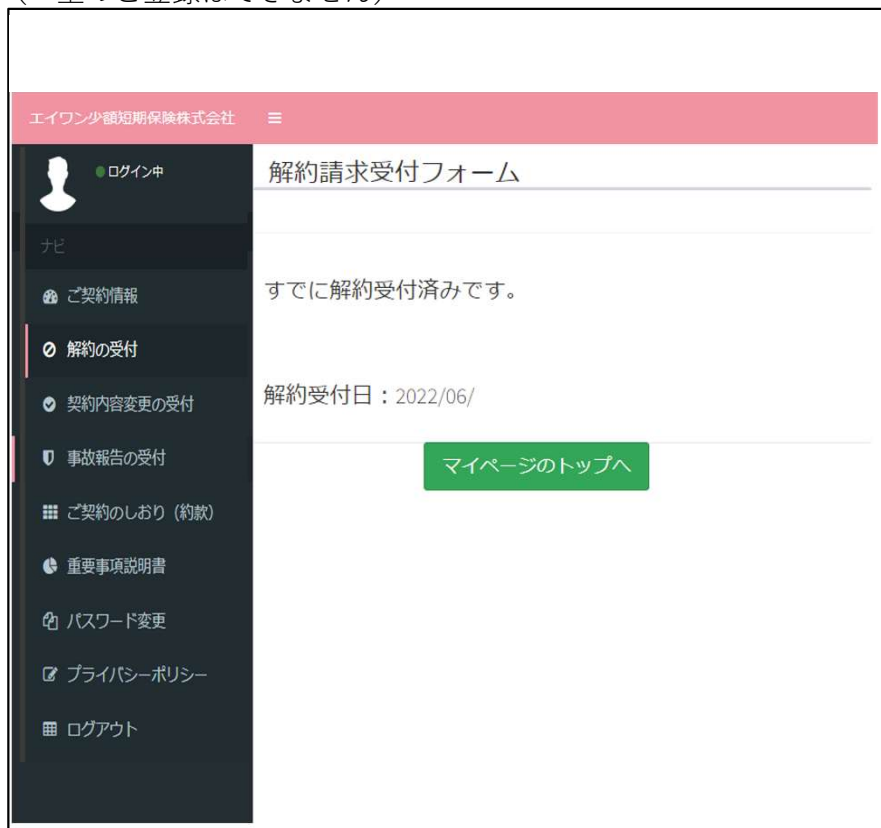 エイワン少額短期保険株式会社
ログイン中
ナビ
ご契約情報
解約の受付
契約内容変更の受付
事故報告の受付
ご契約のしおり（約款）
重要事項説明書
パスワード変更
プライバシーポリシー
ログアウト
解約請求受付フォーム
すでに解約受付済みです。
解約受付日：2022/06/
マイページのトップへ